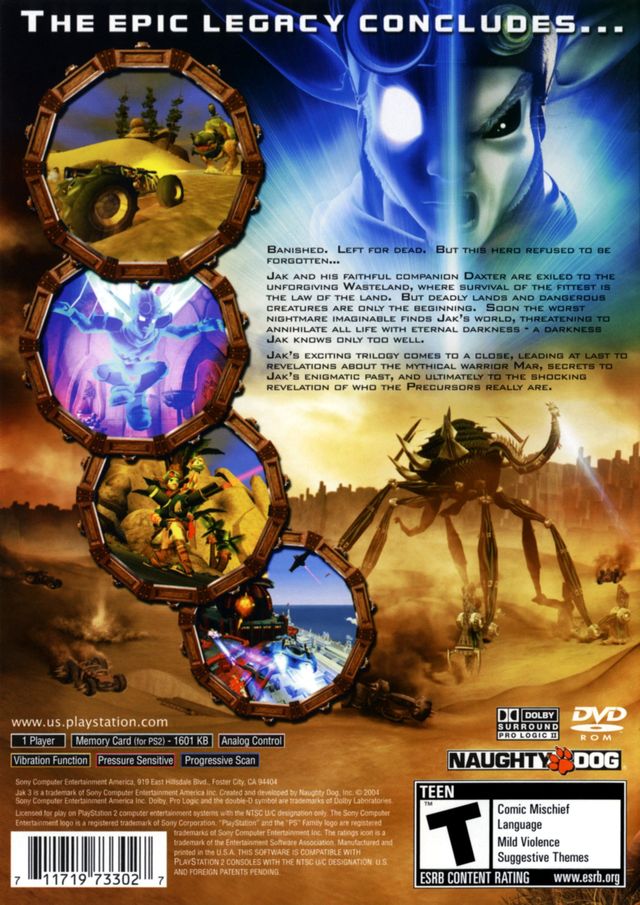 THE EPIC LEGACY CONCLUDES...
BANISHED. LEFT FOR DEAD. BUT THIS HERO REFUSED TO BE
FORGOTTEN...
JAK AND HIS FAITHFUL COMPANION DAXTER ARE EXILED TO THE
UNFORGIVING WASTELAND, WHERE SURVIVAL OF THE FITTEST IS
THE LAW OF THE LAND. BUT DEADLY LANDS AND DANGEROUS
CREATURES ARE ONLY THE BEGINNING. SOON THE WORST
NIGHTMARE IMAGINABLE FINDS JAK'S WORLD, THREATENING TO
ANNIHILATE ALL LIFE WITH ETERNAL DARKNESS - A DARKNESS
JAK KNOWS ONLY TOO WELL.
JAK'S EXCITING TRILOGY COMES TO A CLOSE, LEADING AT LAST TO
REVELATIONS ABOUT THE MYTHICAL WARRIOR MAR, SECRETS TO
JAK'S ENIGMATIC PAST, AND ULTIMATELY TO THE SHOCKING
REVELATION OF WHO THE PRECURSORS REALLY ARE.
www.us.playstation.com
1 Player
Memory Card (for PS2) - 1601 KB
Analog Control
Vibration Function
Pressure Sensitive
Progressive Scan
Sony Computer Entertainment America, 919 East Hillsdale Blvd., Foster City, CA 94404
Jak 3 is a trademark of Sony Computer Entertainment America Inc. Created and developed by Naughty Dog, Inc. © 2004
Sony Computer Entertainment America Inc. Dolby, Pro Logic and the double-D symbol are trademarks of Dolby Laboratories.
Licensed for play on PlayStation 2 computer entertainment systems with the NTSC U/C designation only. The Sony Computer
Entertainment logo is a registered trademark of Sony Corporation. "PlayStation" and the "PS" Family logo are registered
trademarks of Sony Computer Entertainment Inc. The ratings icon is a
trademark of the Entertainment Software Association. Manufactured and
printed in the U.S.A. THIS SOFTWARE IS COMPATIBLE WITH
PLAYSTATION 2 CONSOLES WITH THE NTSC U/C DESIGNATION. U.S.
AND FOREIGN PATENTS PENDING.
7 11719 73302 7
DOLBY
SURROUND
PRO LOGIC II
DVD
ROM
NAUGHTY DOG
TEEN
T
TM
Comic Mischief
Language
Mild Violence
Suggestive Themes
ESRB CONTENT RATING www.esrb.org